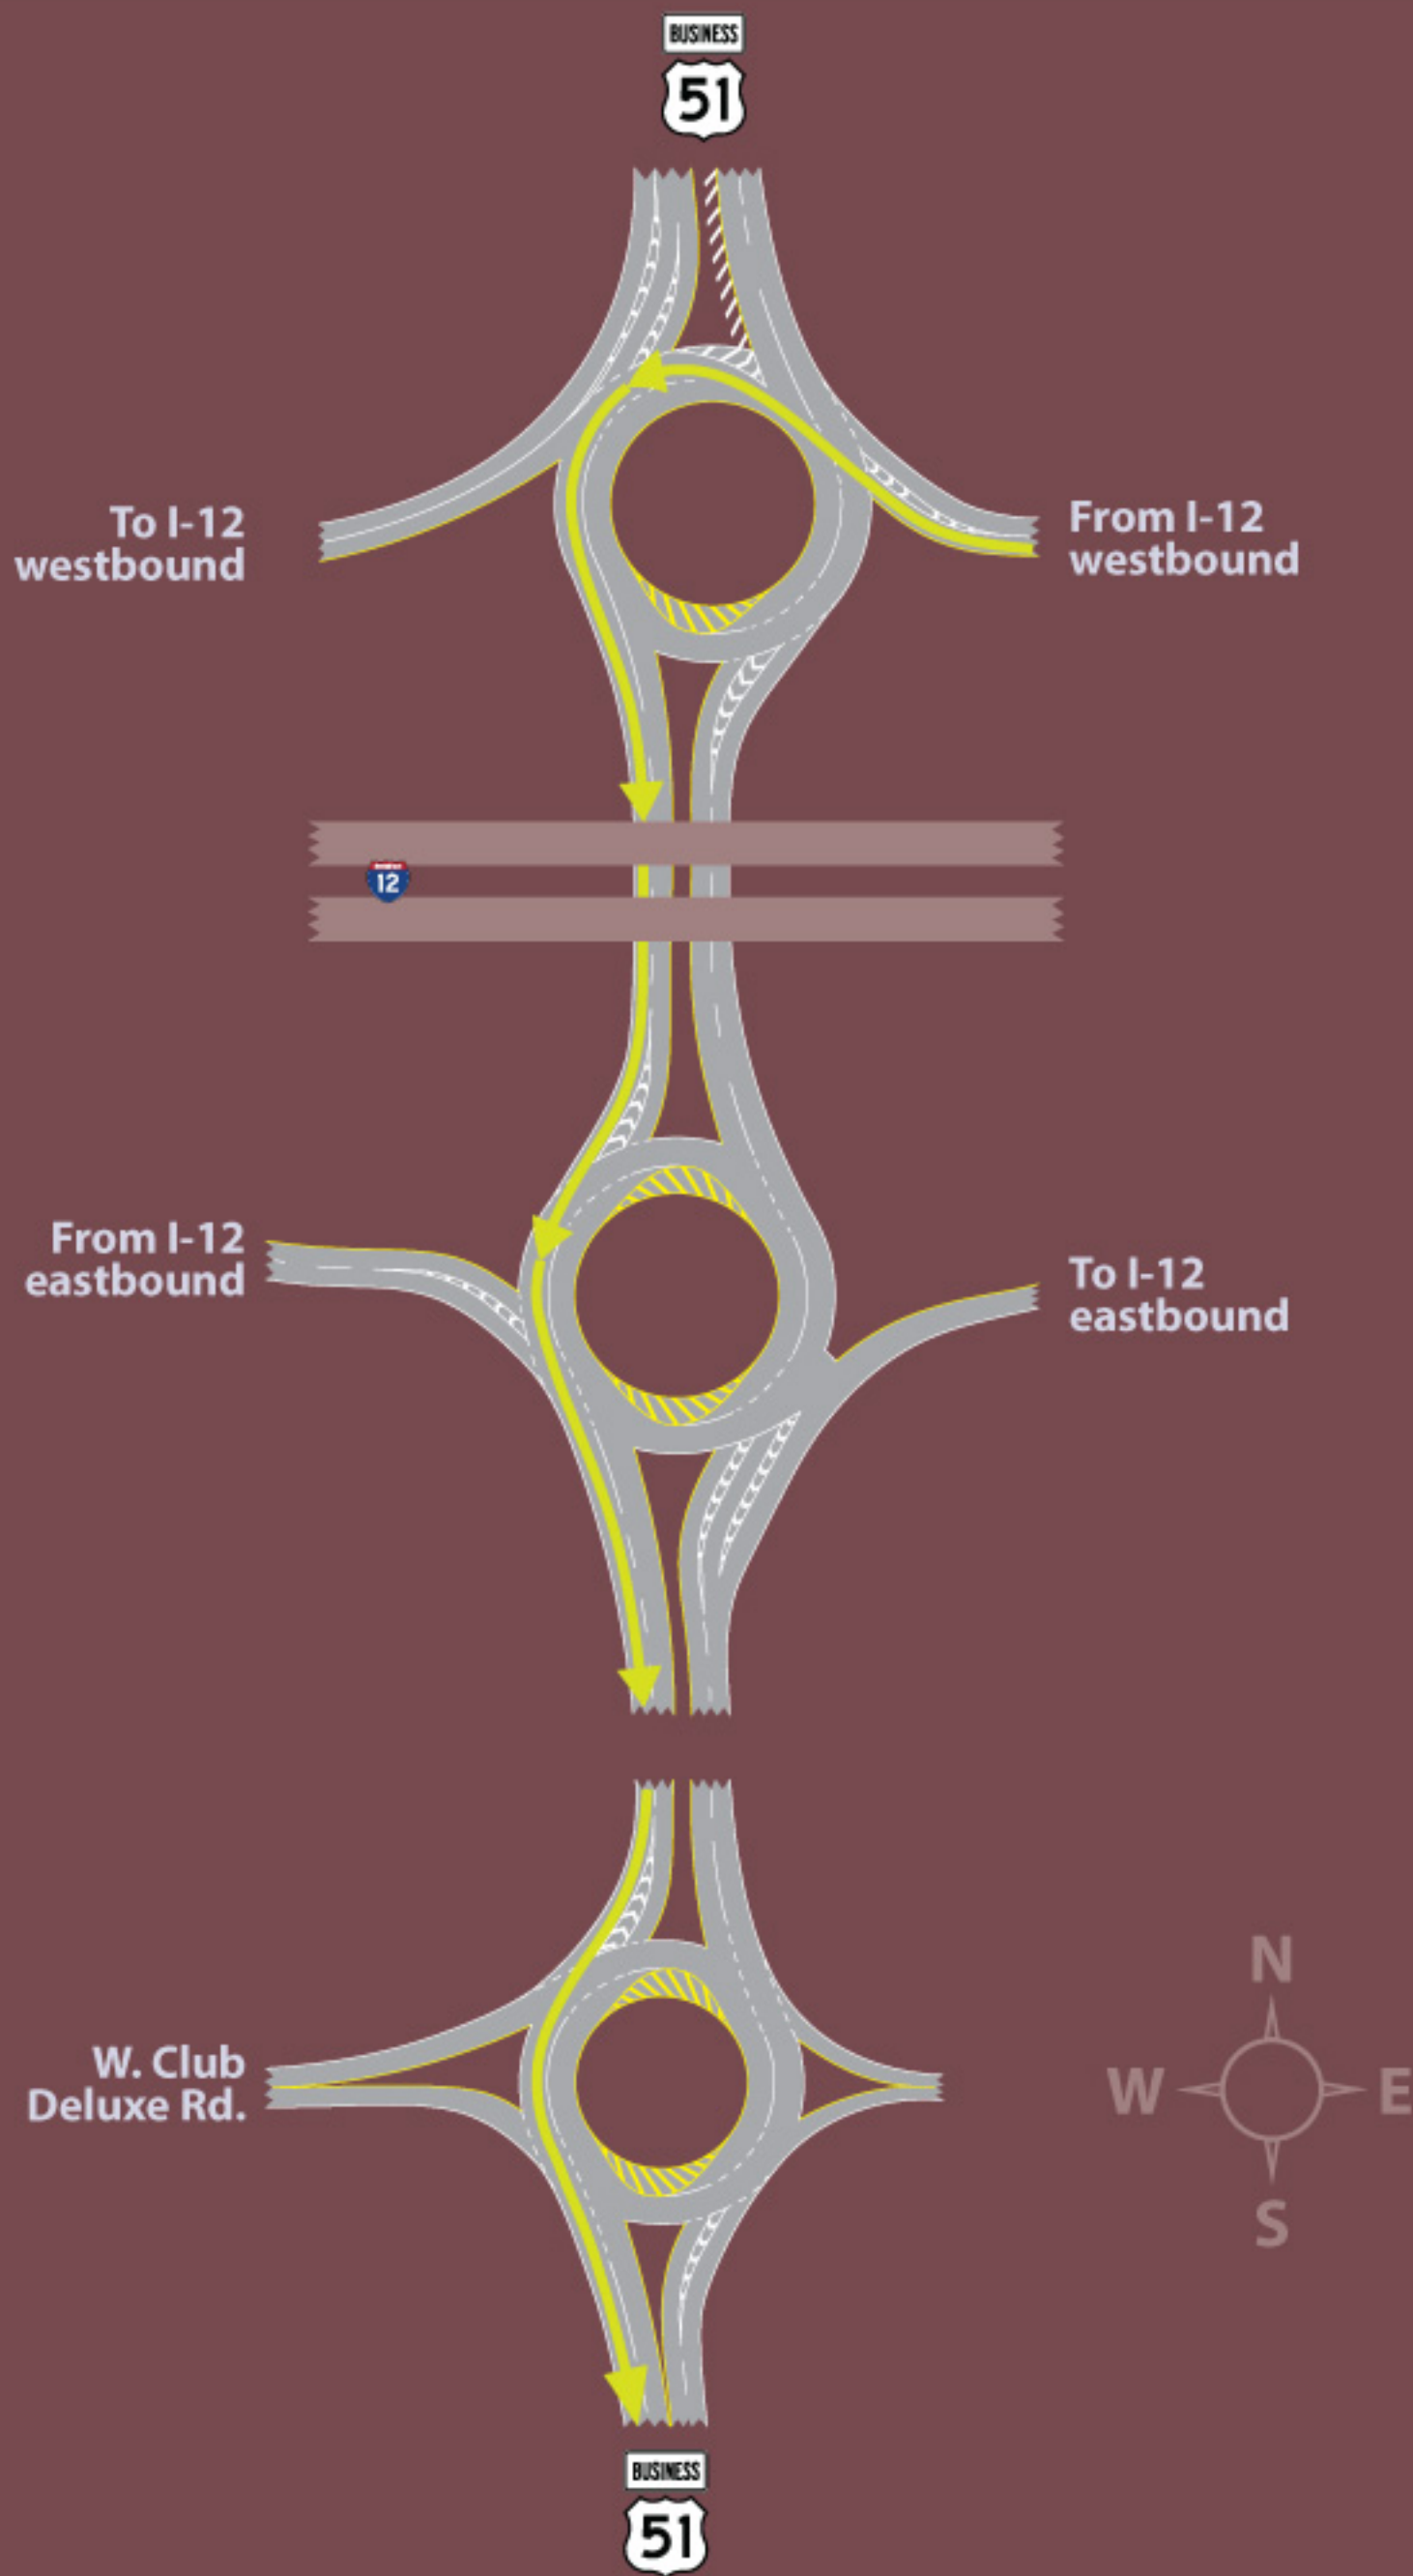 BUSINESS
51
To I-12
westbound
From I-12
westbound
12
From I-12
eastbound
To I-12
eastbound
W. Club
Deluxe Rd.
N
W
E
S
BUSINESS
51